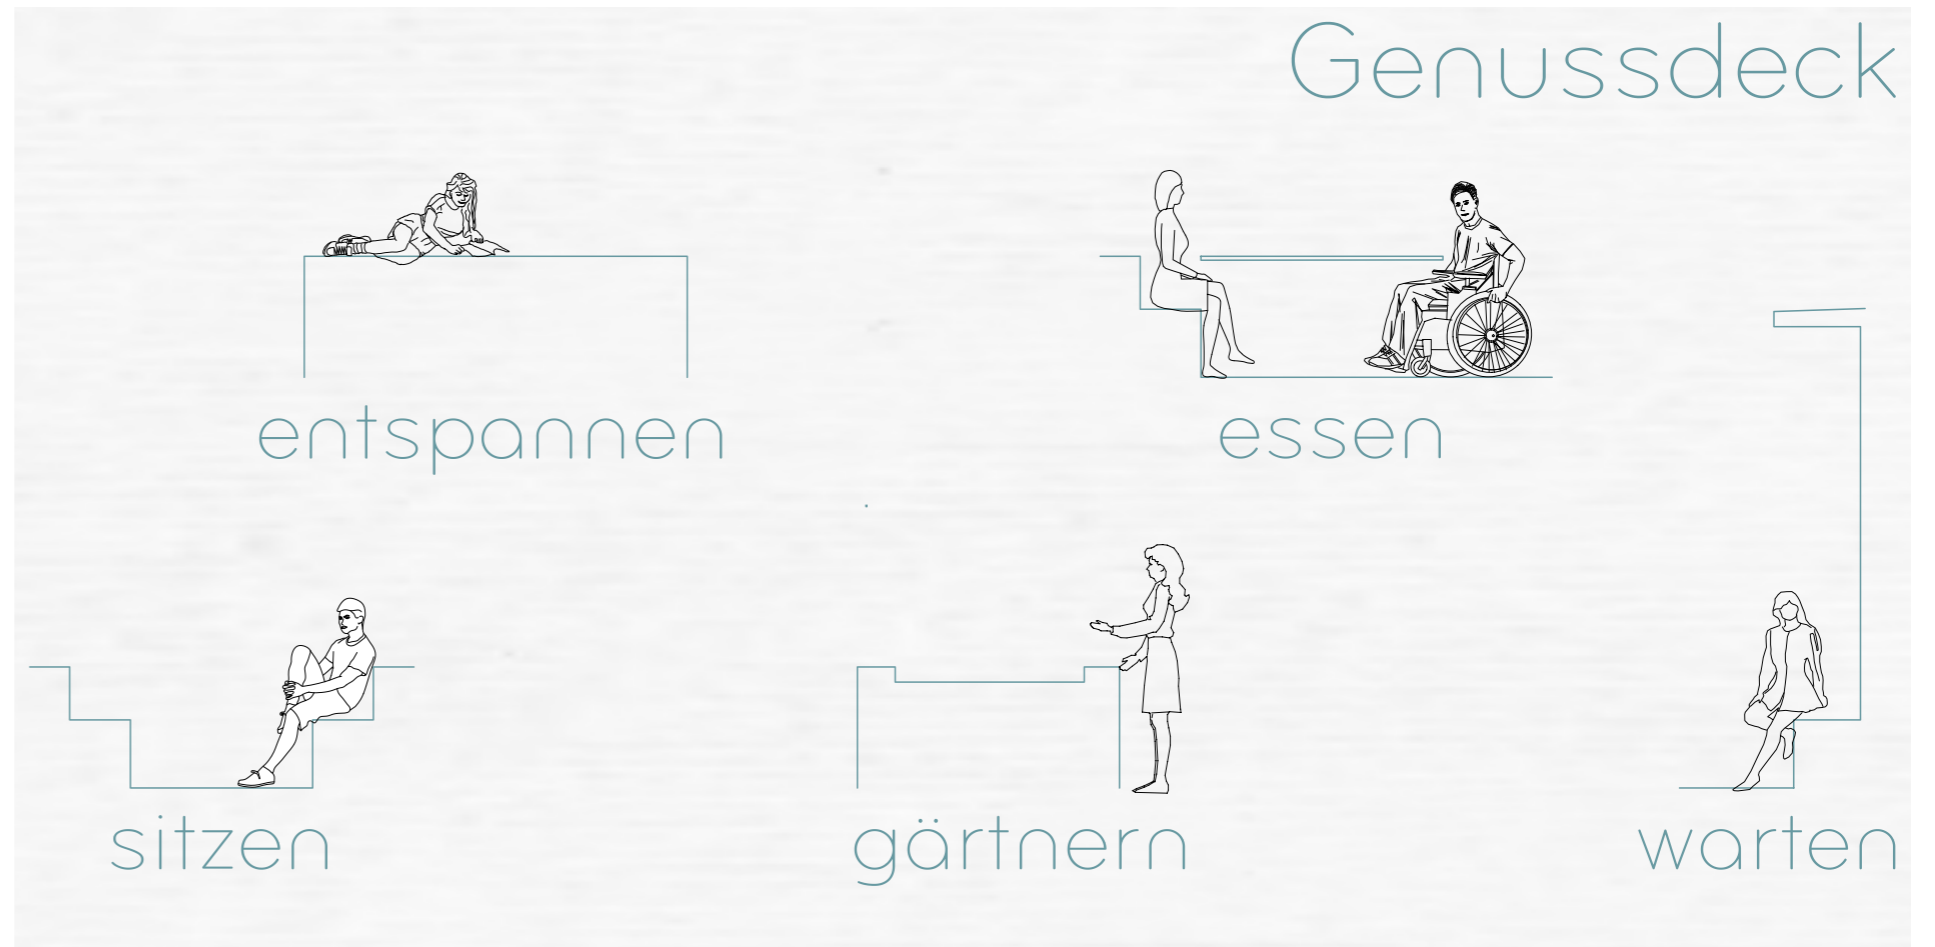 Genussdeck
entspannen
essen
sitzen
gärtnern
warten